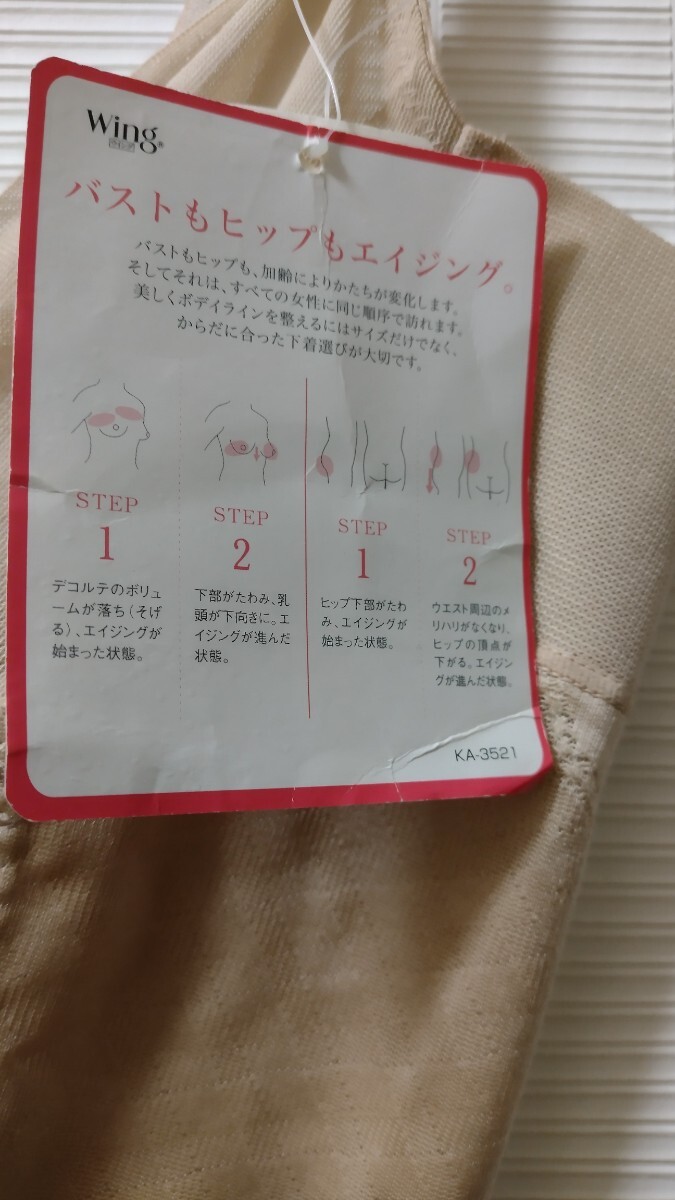 Wing
ウイング
バストもヒップもエイジング。
バストもヒップも、加齢によりかたちが変化します。
そしてそれは、すべての女性に同じ順序で訪れます。
美しくボディラインを整えるにはサイズだけでなく、
からだに合った下着選びが大切です。
STEP
1
デコルテのボリュ
ームが落ち(そげ
る)、エイジングが
始まった状態。
STEP
2
下部がたわみ、乳
頭が下向きに。エ
イジングが進んだ
状態。
STEP
1
ヒップ下部がたわ
み、エイジングが
始まった状態。
STEP
2
ウエスト周辺のメ
リハリがなくなり、
ヒップの頂点が
下がる。エイジン
グが進んだ状態。
KA-3521